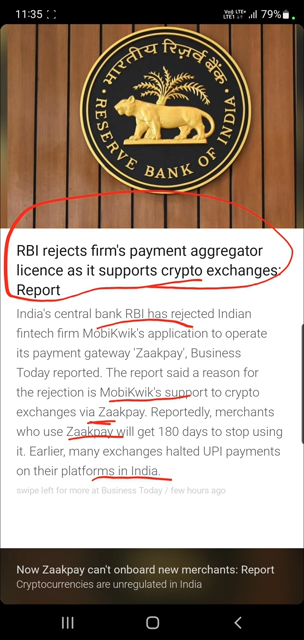 11:35
VoD LTE+
LTE1 79%
भारतीय रिज़र्व बैंक
RESERVE BANK OF INDIA
RBI rejects firm's payment aggregator
licence as it supports crypto exchanges:
Report
India's central bank RBI has rejected Indian
fintech firm MobiKwik's application to operate
its payment gateway 'Zaakpay', Business
Today reported. The report said a reason for
the rejection is MobiKwik's support to crypto
exchanges via Zaakpay. Reportedly, merchants
who use Zaakpay will get 180 days to stop using
it. Earlier, many exchanges halted UPI payments
on their platforms in India.
swipe left for more at Business Today / few hours ago
Now Zaakpay can't onboard new merchants: Report
Cryptocurrencies are unregulated in India